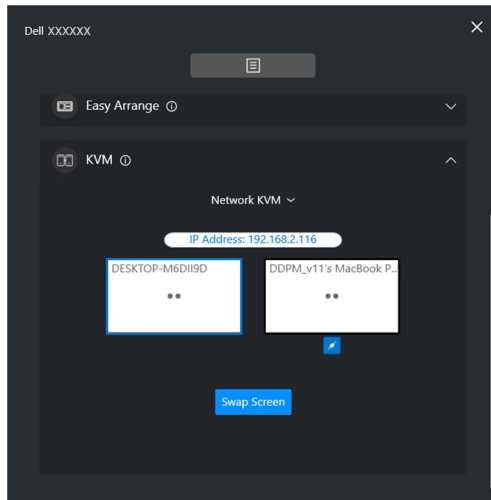 Dell XXXXXX
Easy Arrange
KVM
Network KVM
IP Address: 192.168.2.116
DESKTOP-M6DII9D
DDPM_v11's MacBook P..
Swap Screen